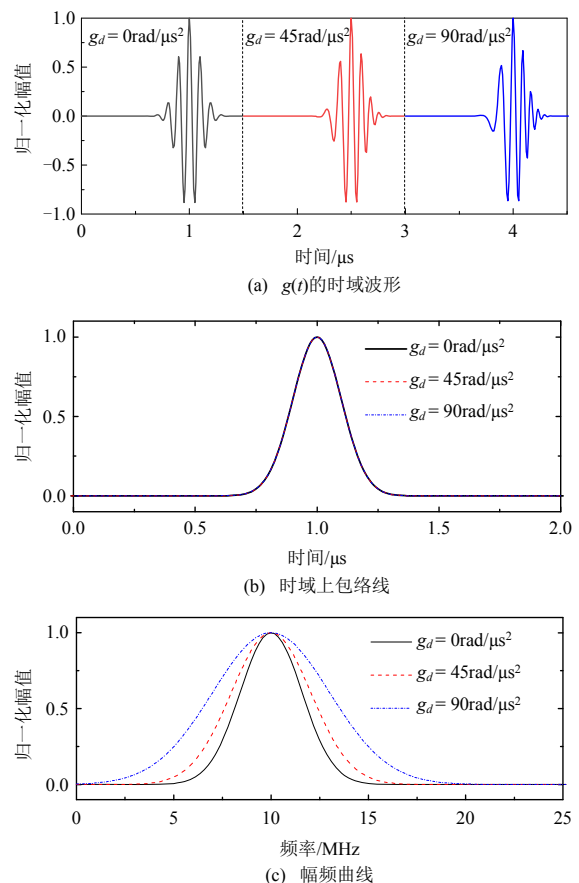 g_d = 0rad/μs² g_d = 45rad/μs² g_d = 90rad/μs²
1.0
0.5
0.0
−0.5
−1.0
归一化幅值
0 1 2 3 4
时间/μs
(a) g(t)的时域波形
1.0
0.5
0.0
归一化幅值
g_d = 0rad/μs²
g_d = 45rad/μs²
g_d = 90rad/μs²
0.0 0.5 1.0 1.5 2.0
时间/μs
(b) 时域上包络线
1.0
0.5
0.0
归一化幅值
g_d = 0rad/μs²
g_d = 45rad/μs²
g_d = 90rad/μs²
0 5 10 15 20 25
频率/MHz
(c) 幅频曲线